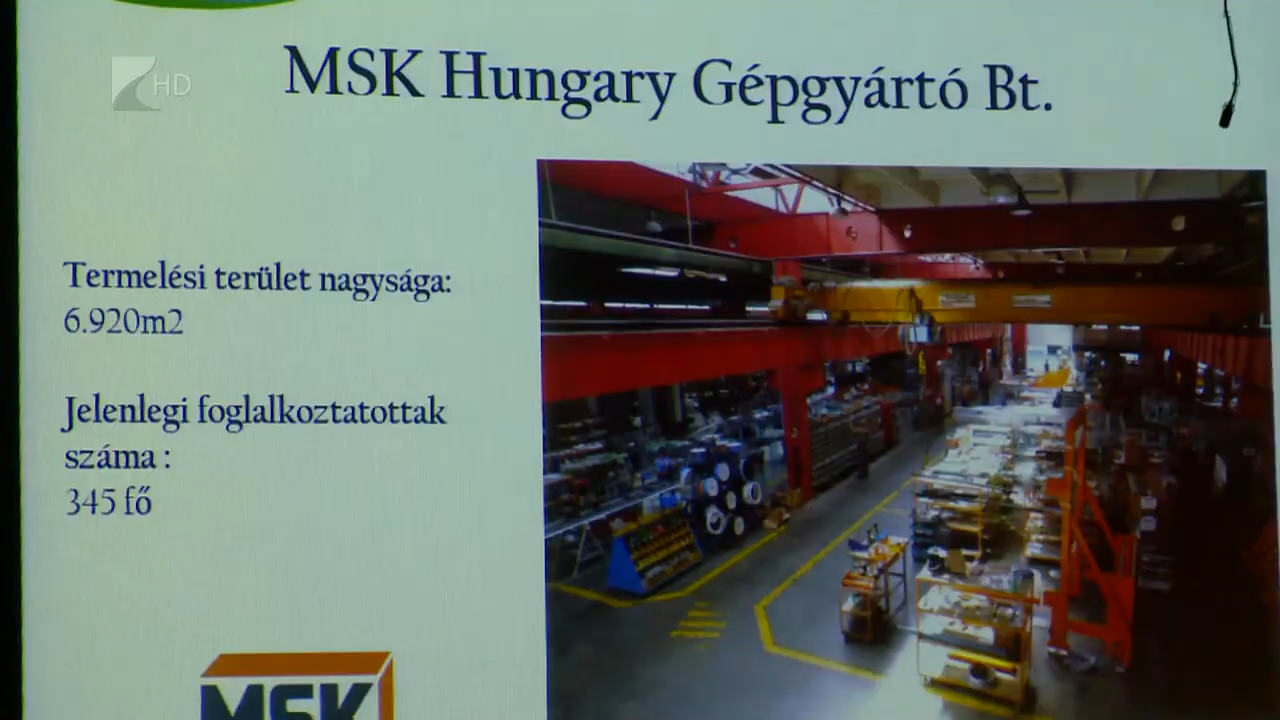 HD
MSK Hungary Gépgyártó Bt.
Termelési terület nagysága:
6.920m2
Jelenlegi foglalkoztatottak
száma :
345 fő
MSK